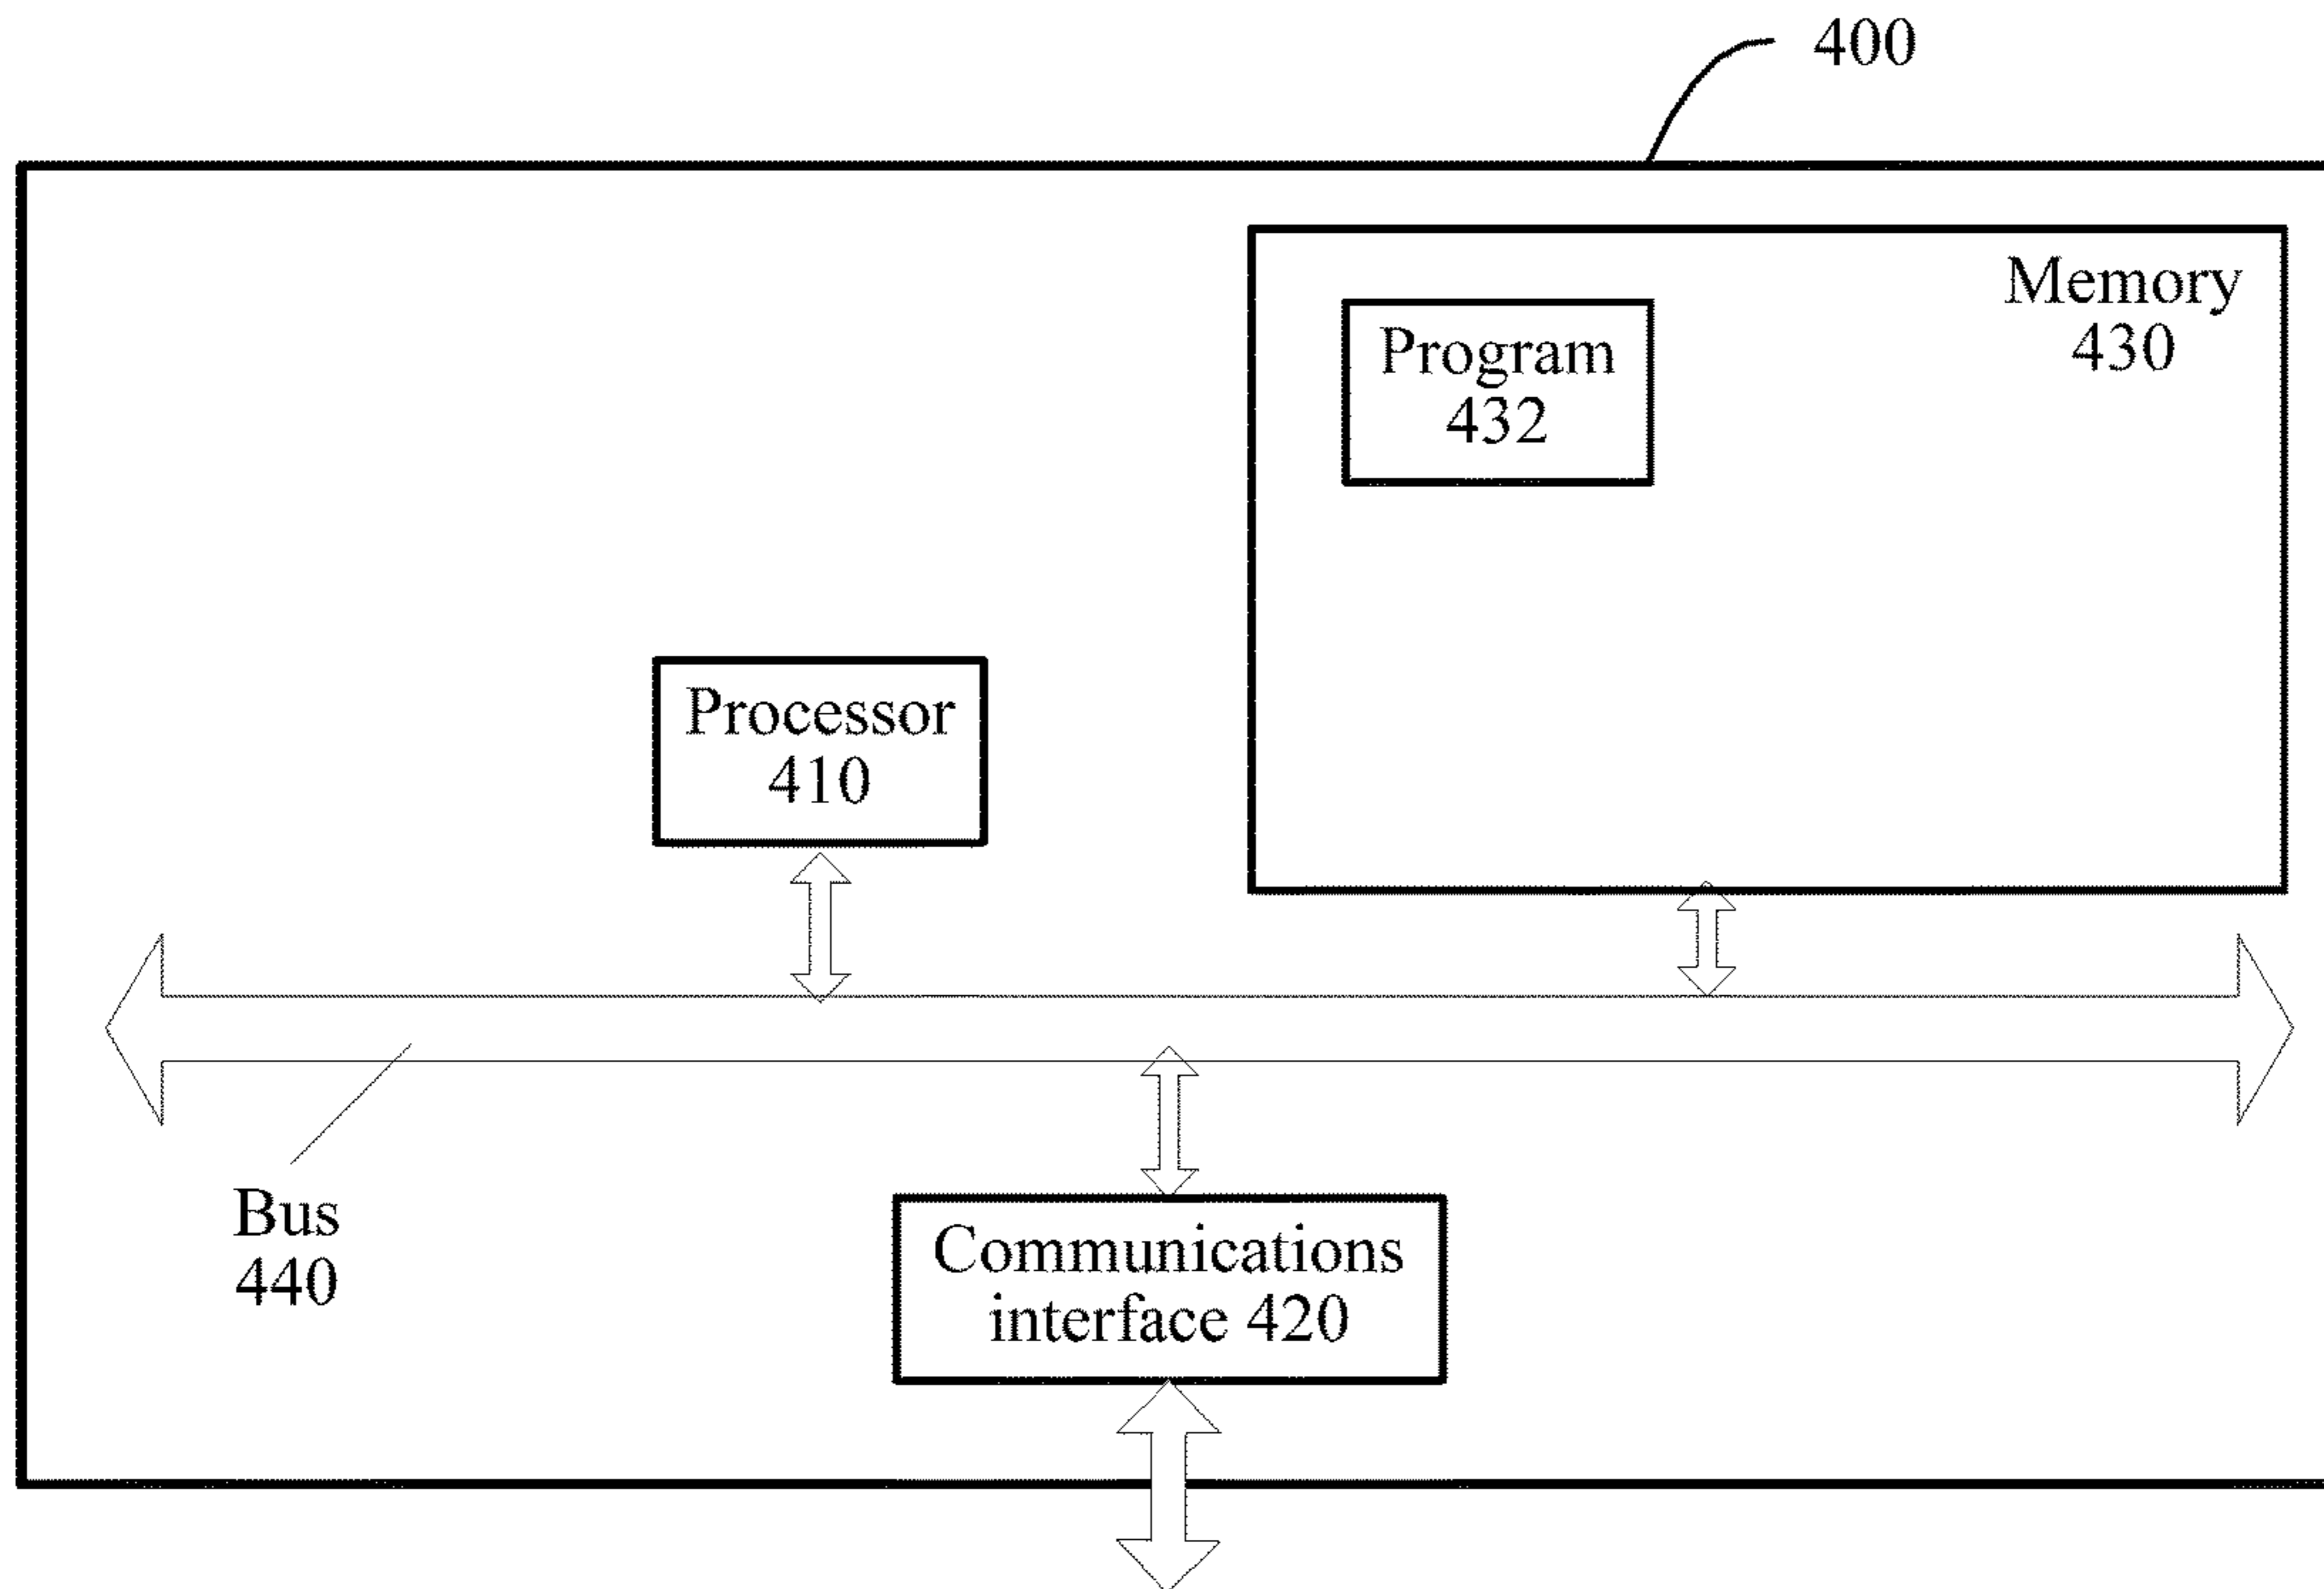 400
Memory
430
Program
432
Processor
410
Bus
440
Communications
interface 420